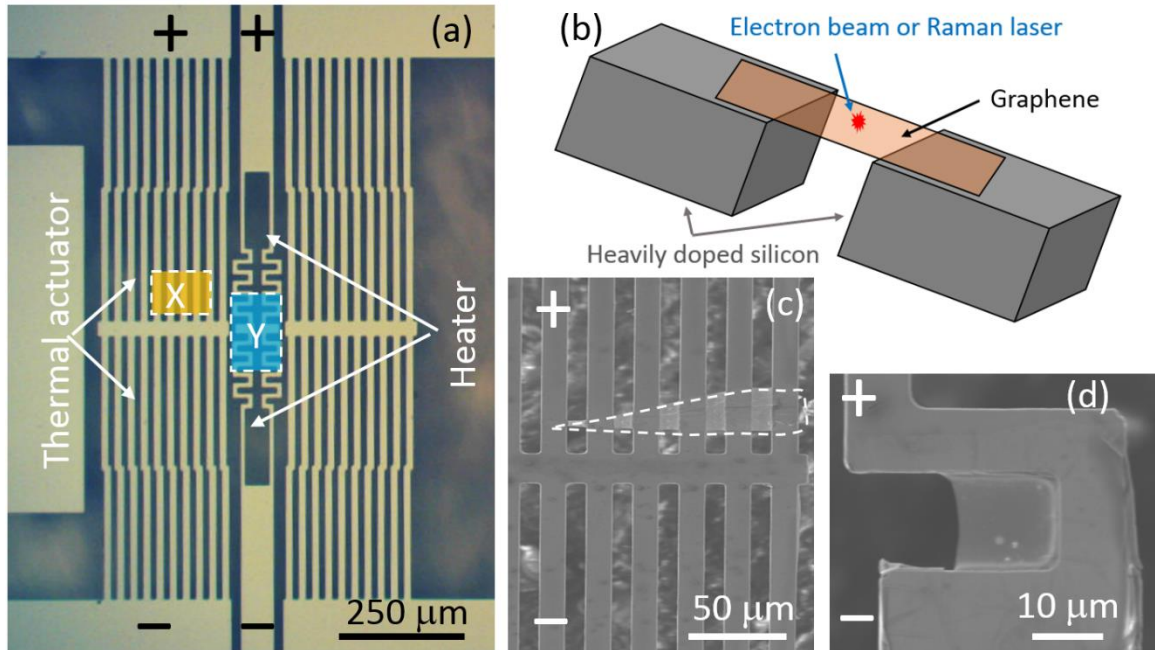 + + (a)
X
Y
Thermal actuator
Heater
− −
250 μm
(b)
Electron beam or Raman laser
Graphene
Heavily doped silicon
(c)
+
−
50 μm
(d)
+
−
10 μm